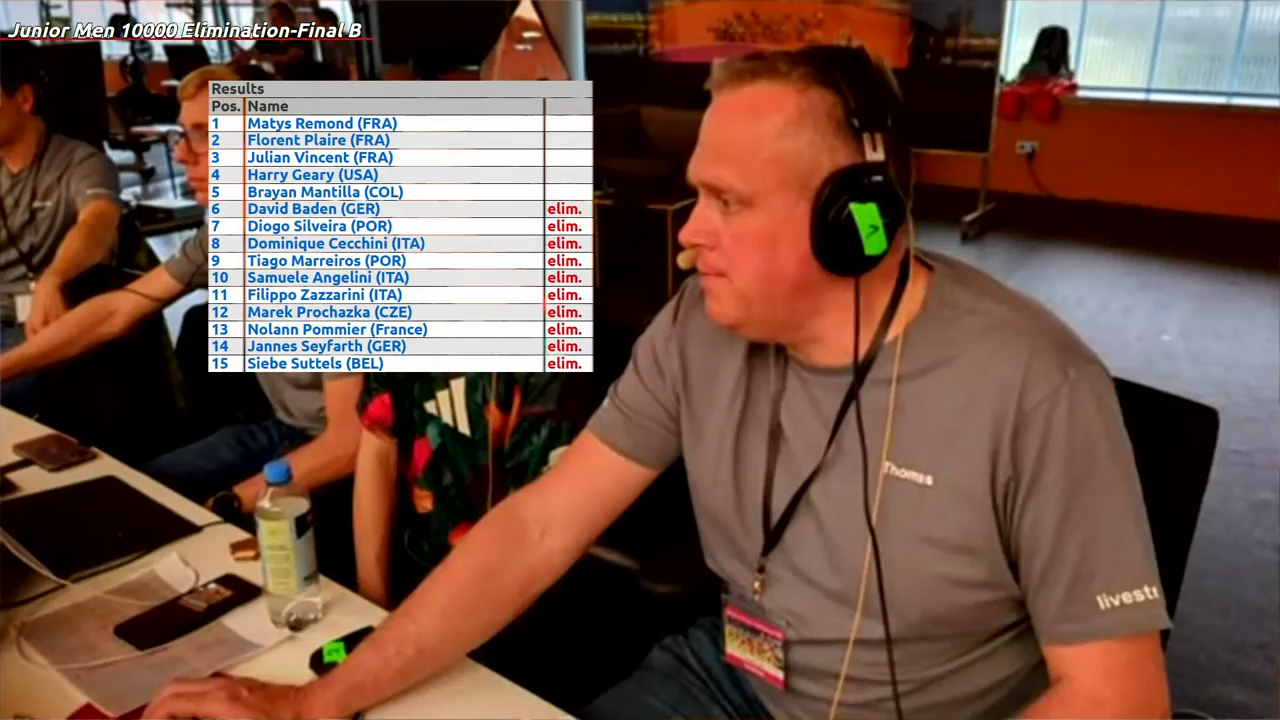 Junior Men 10000 Elimination-Final B
Results
Pos. Name
1 Matys Remond (FRA)
2 Florent Plaire (FRA)
3 Julian Vincent (FRA)
4 Harry Geary (USA)
5 Brayan Mantilla (COL)
6 David Baden (GER) elim.
7 Diogo Silveira (POR) elim.
8 Dominique Cecchini (ITA) elim.
9 Tiago Marreiros (POR) elim.
10 Samuele Angelini (ITA) elim.
11 Filippo Zazzarini (ITA) elim.
12 Marek Prochazka (CZE) elim.
13 Nolann Pommier (France) elim.
14 Jannes Seyfarth (GER) elim.
15 Siebe Suttels (BEL) elim.
Thomas
livestr